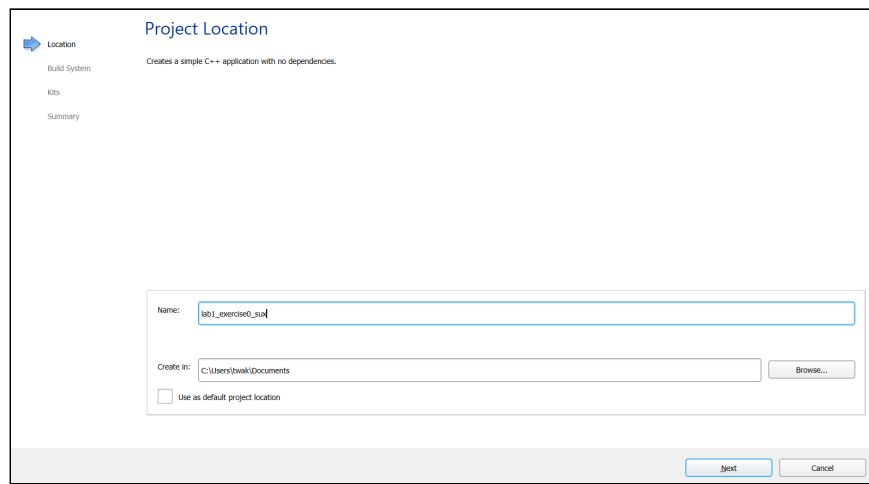 Project Location
Location
Creates a simple C++ application with no dependencies.
Build System
Kits
Summary
Name:
lab1_exercise0_sux
Create in:
C:\Users\twak\Documents
Browse...
Use as default project location
Next
Cancel